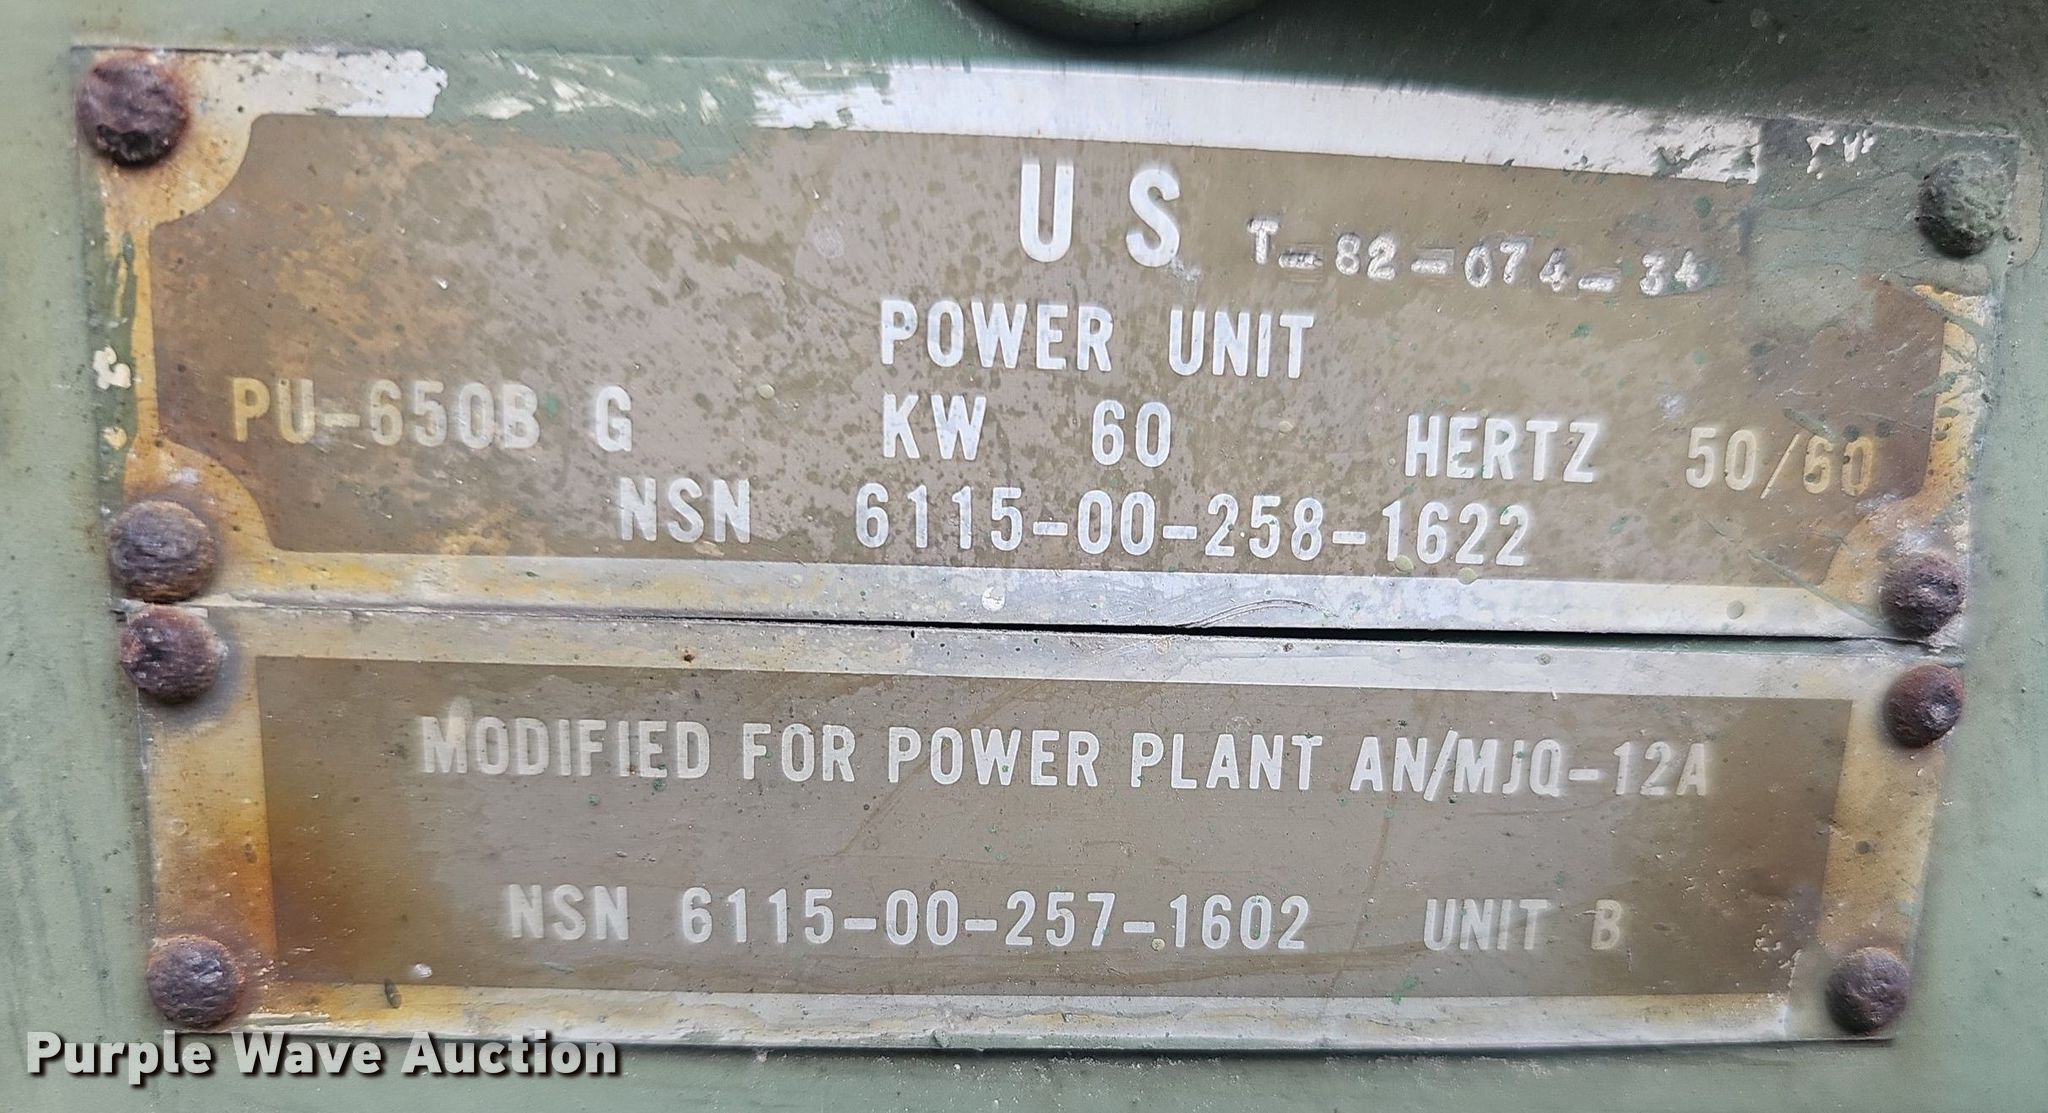 US T-82-074-34
POWER UNIT
PU-650B G KW 60 HERTZ 50/60
NSN 6115-00-258-1622
MODIFIED FOR POWER PLANT AN/MJQ-12A
NSN 6115-00-257-1602 UNIT B
Purple Wave Auction